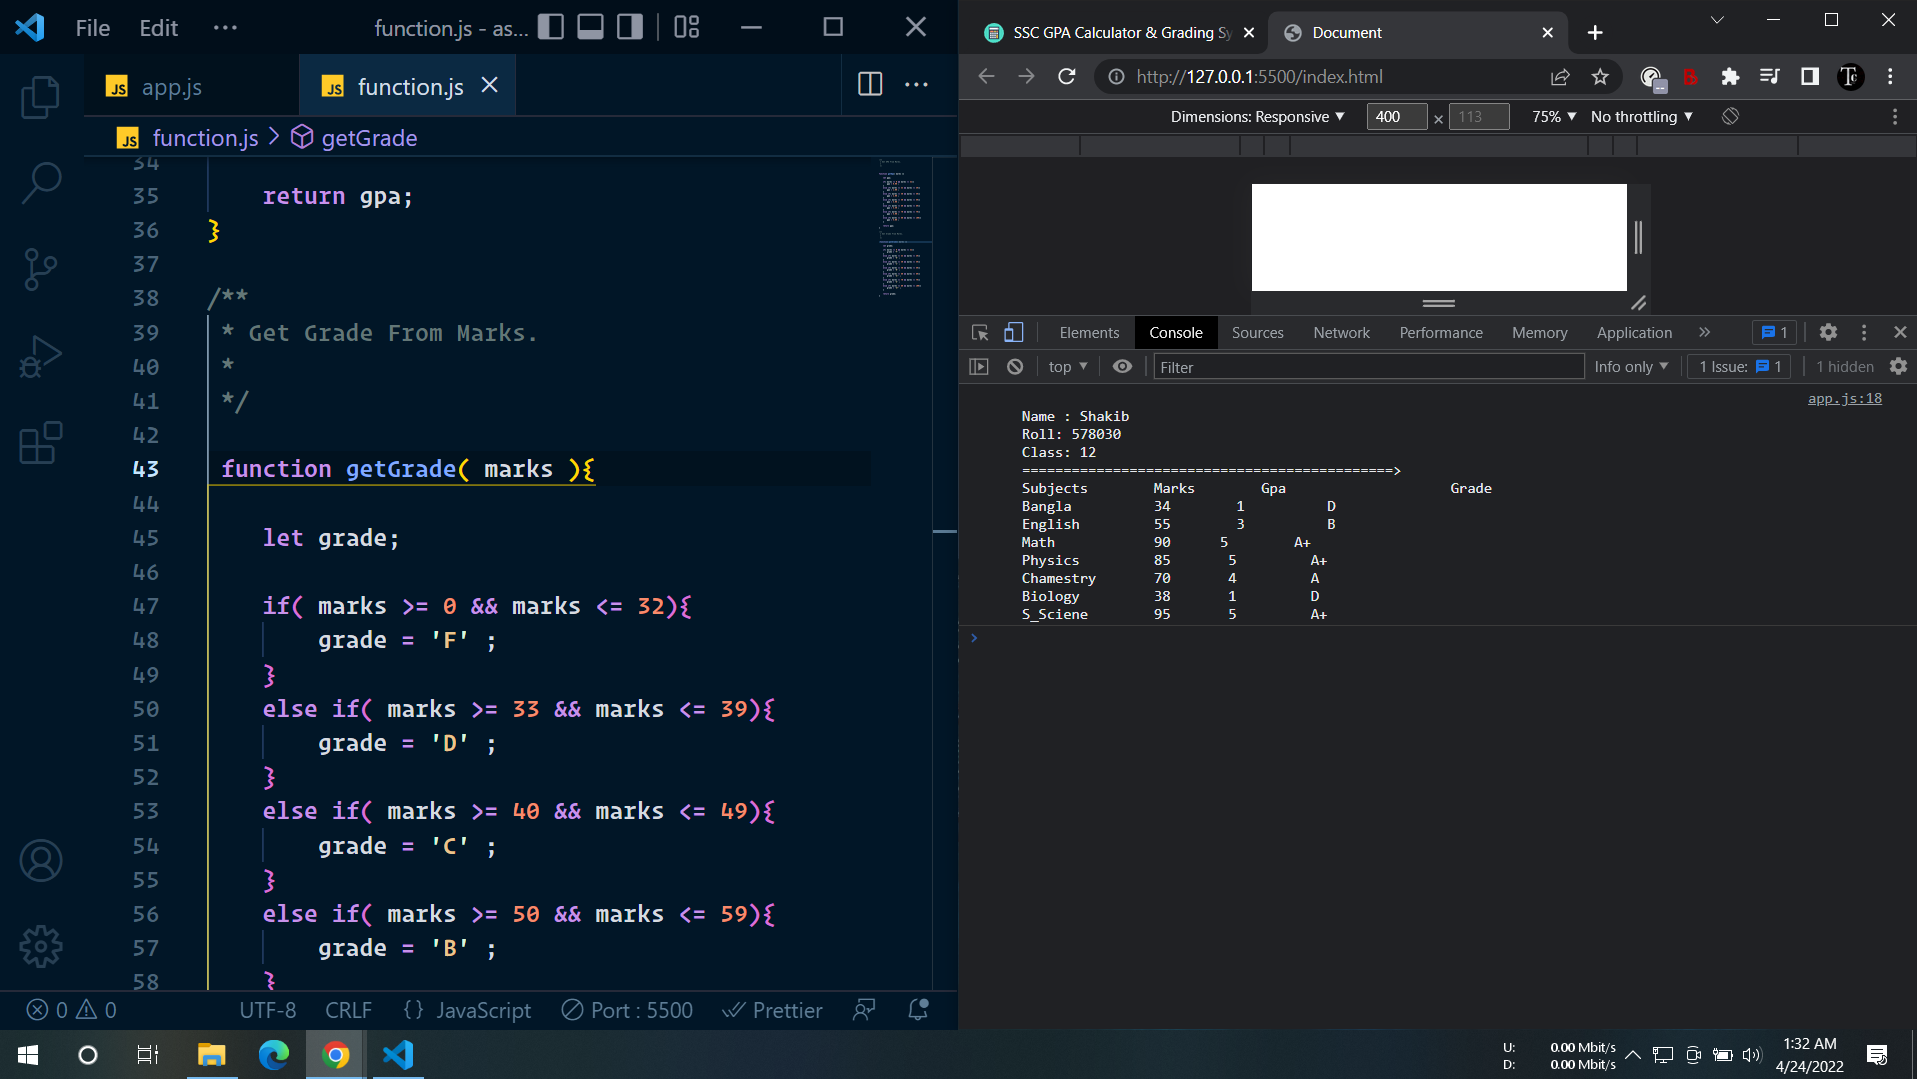 File Edit ··· function.js - as...
app.js function.js
function.js > getGrade
34
35 return gpa;
36 }
37
38 /**
39 * Get Grade From Marks.
40 *
41 */
42
43 function getGrade( marks ){
44
45 let grade;
46
47 if( marks >= 0 && marks <= 32){
48 grade = 'F' ;
49 }
50 else if( marks >= 33 && marks <= 39){
51 grade = 'D' ;
52 }
53 else if( marks >= 40 && marks <= 49){
54 grade = 'C' ;
55 }
56 else if( marks >= 50 && marks <= 59){
57 grade = 'B' ;
58 }
0 0 UTF-8 CRLF {} JavaScript Port : 5500 Prettier
SSC GPA Calculator & Grading Sy Document
http://127.0.0.1:5500/index.html
Dimensions: Responsive 400 × 113 75% No throttling
Elements Console Sources Network Performance Memory Application » 1
top Filter Info only 1 Issue: 1 1 hidden
app.js:18
Name : Shakib
Roll: 578030
Class: 12
=============================================>
Subjects Marks Gpa Grade
Bangla 34 1 D
English 55 3 B
Math 90 5 A+
Physics 85 5 A+
Chamestry 70 4 A
Biology 38 1 D
S_Sciene 95 5 A+
U: 0.00 Mbit/s
D: 0.00 Mbit/s
1:32 AM
4/24/2022